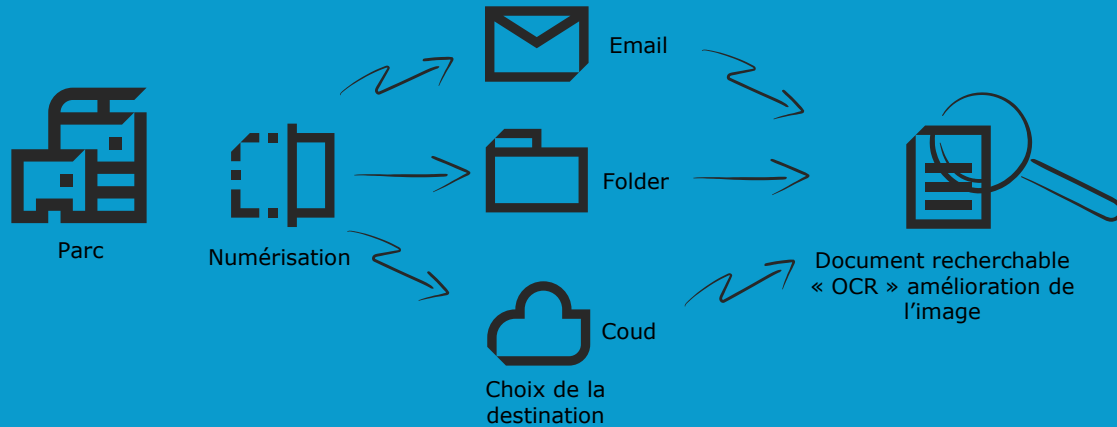 Email
Folder
Parc
Numérisation
Coud
Choix de la
destination
Document recherchable
« OCR » amélioration de
l'image